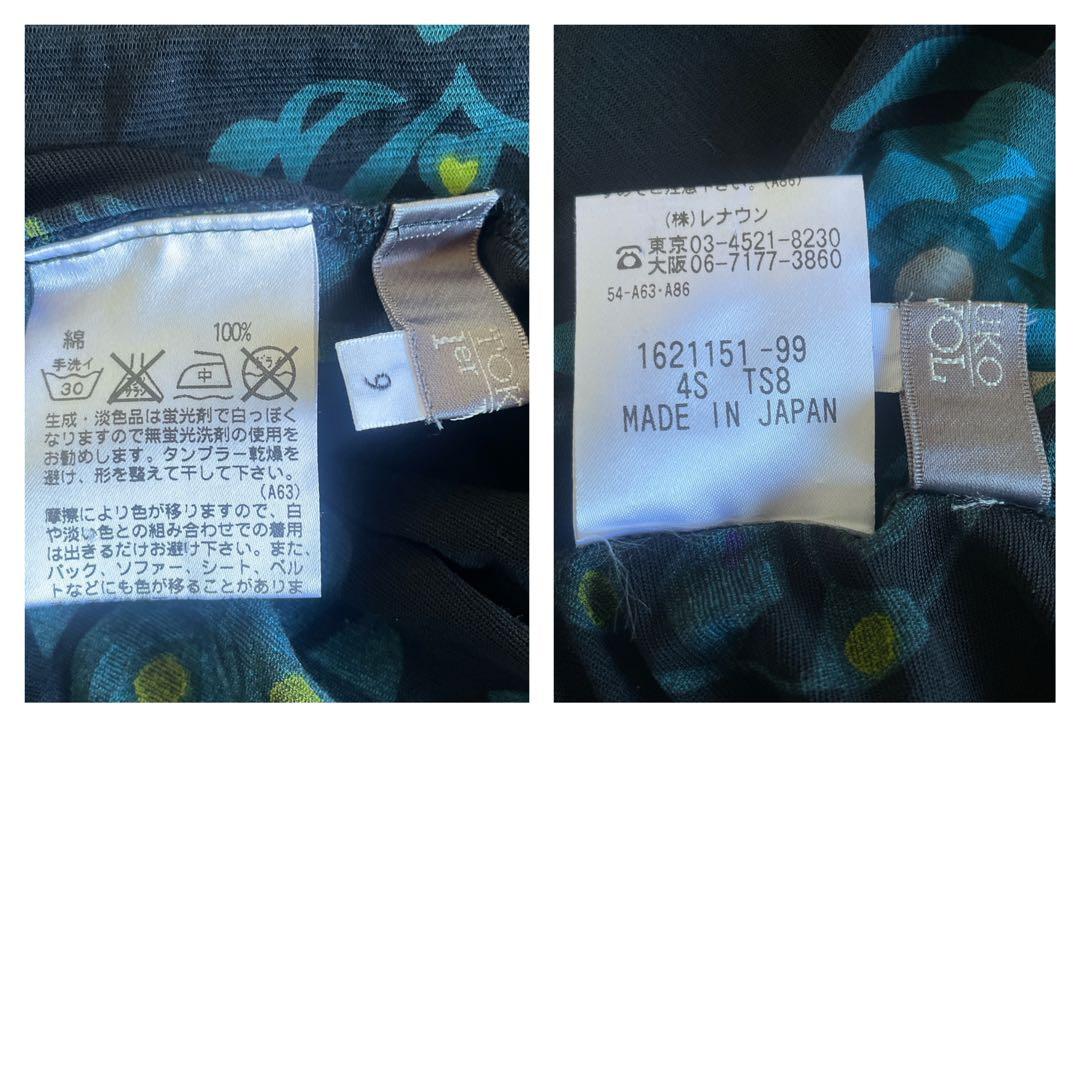 綿 100%
手洗イ
30
中
ドライ
生成・淡色品は蛍光剤で白っぽく
なりますので無蛍光洗剤の使用を
お勧めします。タンブラー乾燥を
避け、形を整えて干して下さい。
(A63)
摩擦により色が移りますので、白
や淡い色との組み合わせでの着用
は出きるだけお避け下さい。また、
バック、ソファー、シート、ベル
トなどにも色が移ることがありま
9
(株)レナウン
☎東京03-4521-8230
大阪06-7177-3860
54-A63・A86
1621151-99
4S TS8
MADE IN JAPAN
UKO
TOL